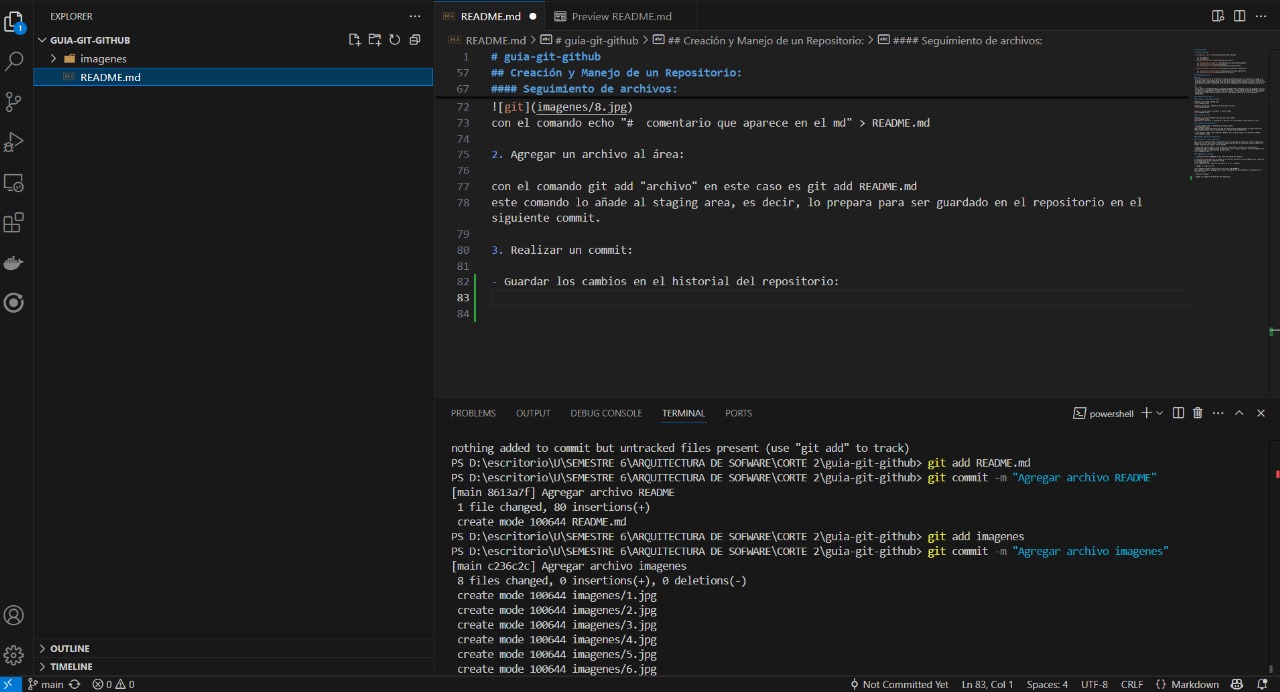 EXPLORER
GUIA-GIT-GITHUB
imagenes
README.md
OUTLINE
TIMELINE
1
README.md
Preview README.md
README.md > # guia-git-github > ## Creación y Manejo de un Repositorio: > #### Seguimiento de archivos:
1 # guia-git-github
57 ## Creación y Manejo de un Repositorio:
67 #### Seguimiento de archivos:
72 ![git](imagenes/8.jpg)
73 con el comando echo "#  comentario que aparece en el md" > README.md
74
75 2. Agregar un archivo al área:
76
77 con el comando git add "archivo" en este caso es git add README.md
78 este comando lo añade al staging area, es decir, lo prepara para ser guardado en el repositorio en el
siguiente commit.
79
80 3. Realizar un commit:
81
82 - Guardar los cambios en el historial del repositorio:
83
84
PROBLEMS OUTPUT DEBUG CONSOLE TERMINAL PORTS
powershell
nothing added to commit but untracked files present (use "git add" to track)
PS D:\escritorio\U\SEMESTRE 6\ARQUITECTURA DE SOFWARE\CORTE 2\guia-git-github> git add README.md
PS D:\escritorio\U\SEMESTRE 6\ARQUITECTURA DE SOFWARE\CORTE 2\guia-git-github> git commit -m "Agregar archivo README"
[main 8613a7f] Agregar archivo README
1 file changed, 80 insertions(+)
create mode 100644 README.md
PS D:\escritorio\U\SEMESTRE 6\ARQUITECTURA DE SOFWARE\CORTE 2\guia-git-github> git add imagenes
PS D:\escritorio\U\SEMESTRE 6\ARQUITECTURA DE SOFWARE\CORTE 2\guia-git-github> git commit -m "Agregar archivo imagenes"
[main c236c2c] Agregar archivo imagenes
8 files changed, 0 insertions(+), 0 deletions(-)
create mode 100644 imagenes/1.jpg
create mode 100644 imagenes/2.jpg
create mode 100644 imagenes/3.jpg
create mode 100644 imagenes/4.jpg
create mode 100644 imagenes/5.jpg
create mode 100644 imagenes/6.jpg
main 0 0 Not Committed Yet Ln 83, Col 1 Spaces: 4 UTF-8 CRLF {} Markdown